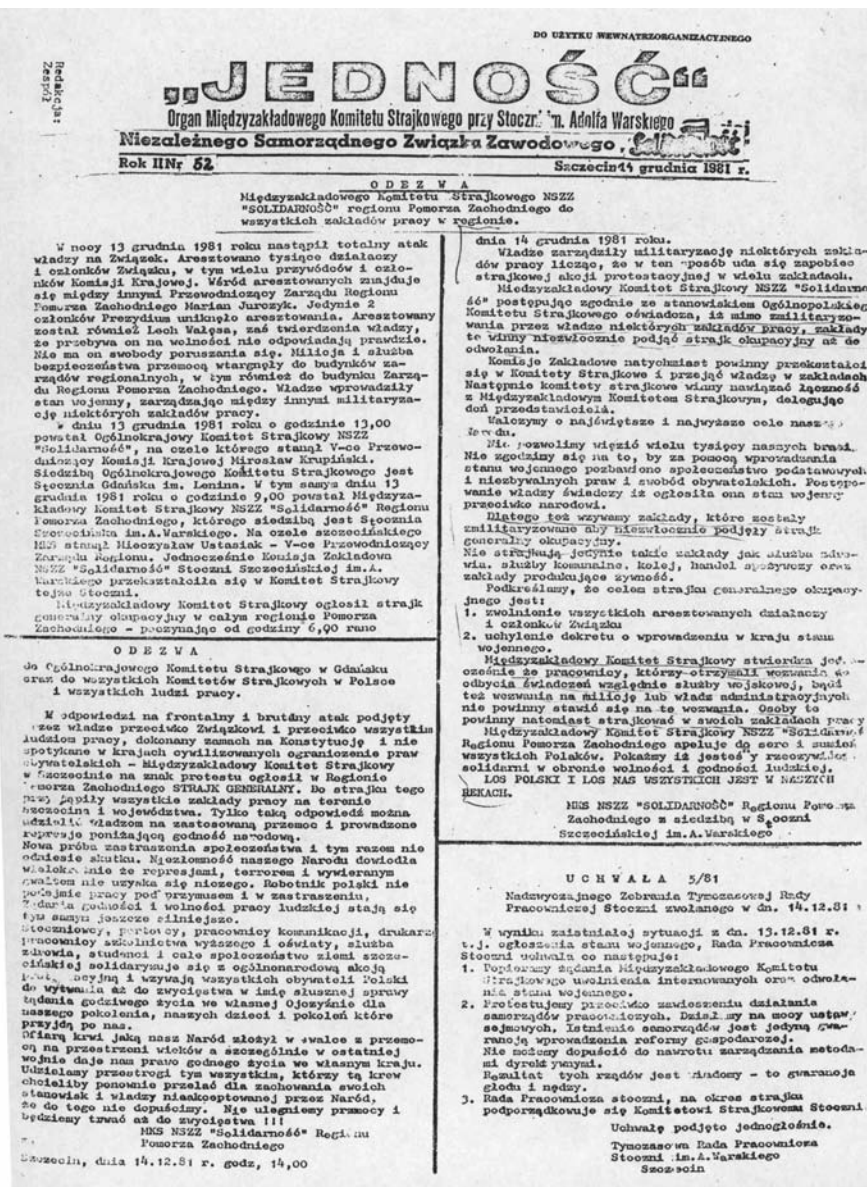 DO UŻYTKU WEWNĄTRZORGANIZACYJNEGO
Redakcja:
Zespół
„JEDNOŚĆ“
Organ Międzyzakładowego Komitetu Strajkowego przy Stoczni im. Adolfa Warskiego
Niezależnego Samorządnego Związku Zawodowego „Solidarność“
Rok II Nr 52 Szczecin 14 grudnia 1981 r.
O D E Z W A
Międzyzakładowego Komitetu Strajkowego NSZZ
"SOLIDARNOŚĆ" regionu Pomorza Zachodniego do
wszystkich zakładów pracy w regionie.
W nocy 13 grudnia 1981 roku nastąpił totalny atak
władzy na Związek. Aresztowano tysiące działaczy
i członków Związku, w tym wielu przywódców i czło-
nków Komisji Krajowej. Wśród aresztowanych znajduje
się między innymi Przewodniczący Zarządu Regionu
Pomorza Zachodniego Marian Jurczyk. Jedynie 2
członków Prezydium uniknęło aresztowania. Aresztowany
został również Lech Wałęsa, zaś twierdzenia władzy,
że przebywa on na wolności nie odpowiadają prawdzie.
Nie ma on swobody poruszania się. Milicja i służba
bezpieczeństwa przemocą wtargnęły do budynków za-
rządów regionalnych, w tym również do budynku Zarzą-
du Regionu Pomorza Zachodniego. Władze wprowadziły
stan wojenny, zarządzając między innymi militaryza-
cję niektórych zakładów pracy.
W dniu 13 grudnia 1981 roku o godzinie 13,00
powstał Ogólnokrajowy Komitet Strajkowy NSZZ
"Solidarność", na czele którego stanął V-ce Przewo-
dniczący Komisji Krajowej Mirosław Krupiński.
Siedzibą Ogólnokrajowego Komitetu Strajkowego jest
Stocznia Gdańska im. Lenina. W tym samym dniu 13
grudnia 1981 roku o godzinie 9,00 powstał Międzyza-
kładowy Komitet Strajkowy NSZZ "Solidarność" Regionu
Pomorza Zachodniego, którego siedzibą jest Stocznia
Szczecińska im.A.Warskiego. Na czele szczecińskiego
MKS stanął Mieczysław Ustasiak - V-ce Przewodniczący
Zarządu Regionu. Jednocześnie Komisja Zakładowa
NSZZ "Solidarność" Stoczni Szczecińskiej im.A.
Warskiego przekształciła się w Komitet Strajkowy
tejże Stoczni.
Międzyzakładowy Komitet Strajkowy ogłosił strajk
generalny okupacyjny w całym regionie Pomorza
Zachodniego - poczynając od godziny 6,00 rano
dnia 14 grudnia 1981 roku.
Władze zarządziły militaryzację niektórych zakła-
dów pracy licząc, że w ten sposób uda się zapobiec
strajkowej akcji protestacyjnej w wielu zakładach.
Międzyzakładowy Komitet Strajkowy NSZZ "Solidarno
ść" postępując zgodnie ze stanowiskiem Ogólnopolskieg
Komitetu Strajkowego oświadcza, iż mimo zmilitaryzo-
wania przez władze niektórych zakładów pracy, zakłady
te winny niezwłocznie podjąć strajk okupacyjny aż do
odwołania.
Komisje Zakładowe natychmiast powinny przekształci
się w Komitety Strajkowe i przejąć władzę w zakładach
Następnie komitety strajkowe winny nawiązać łączność
z Międzyzakładowym Komitetem Strajkowym, delegując
doń przedstawiciela.
Walczymy o najświętsze i najwyższe cele naszego
Narodu.
Nie pozwolimy więzić wielu tysięcy naszych braci.
Nie zgodzimy się na to, by za pomocą wprowadzenia
stanu wojennego pozbawiono społeczeństwo podstawowych
i niezbywalnych praw i swobód obywatelskich. Postępo-
wanie władzy świadczy iż ogłosiła ona stan wojenny
przeciwko narodowi.
Dlatego też wzywamy zakłady, które zostały
zmilitaryzowane aby niezwłocznie podjęły strajk
generalny okupacyjny.
Nie strajkują jedynie takie zakłady jak służba zdro-
wia, służby komunalne, kolej, handel spożywczy oraz
zakłady produkujące żywność.
Podkreślamy, że celem strajku generalnego okupacy-
jnego jest:
1. zwolnienie wszystkich aresztowanych działaczy
i członków Związku
2. uchylenie dekretu o wprowadzeniu w kraju stanu
wojennego.
Międzyzakładowy Komitet Strajkowy stwierdza jedno-
cześnie że pracownicy, którzy otrzymali wezwania do
odbycia świadczeń względnie służby wojskowej, bądź
też wezwania na milicję lub władz administracyjnych
nie powinny stawić się na te wezwania. Osoby te
powinny natomiast strajkować w swoich zakładach pracy
Międzyzakładowy Komitet Strajkowy NSZZ "Solidarność
Regionu Pomorza Zachodniego apeluje do serc i sumień
wszystkich Polaków. Pokażmy iż jesteśmy rzeczywiście
solidarni w obronie wolności i godności ludzkiej.
LOS POLSKI I LOS NAS WSZYSTKICH JEST W NASZYCH
RĘKACH.
MKS NSZZ "SOLIDARNOŚĆ" Regionu Pomorza
Zachodniego z siedzibą w Stoczni
Szczecińskiej im.A.Warskiego
O D E Z W A
do Ogólnokrajowego Komitetu Strajkowego w Gdańsku
oraz do wszystkich Komitetów Strajkowych w Polsce
i wszystkich ludzi pracy.
W odpowiedzi na frontalny i brutalny atak podjęty
przez władze przeciwko Związkowi i przeciwko wszystkim
ludziom pracy, dokonany zamach na Konstytucję i nie
spotykane w krajach cywilizowanych ograniczenie praw
obywatelskich - Międzyzakładowy Komitet Strajkowy
w Szczecinie na znak protestu ogłosił w Regionie
Pomorza Zachodniego STRAJK GENERALNY. Do strajku tego
przystąpiły wszystkie zakłady pracy na terenie
Szczecina i województwa. Tylko taką odpowiedź można
udzielić władzom na zastosowaną przemoc i prowadzone
represje poniżającą godność narodową.
Nowa próba zastraszenia społeczeństwa i tym razem nie
odniesie skutku. Niezłomność naszego Narodu dowiodła
wielokrotnie że represjami, terrorem i wywieranym
gwałtem nie uzyska się niczego. Robotnik polski nie
podejmie pracy pod przymusem i w zastraszeniu,
Żądania godności i wolności pracy ludzkiej stają się
tym samym jeszcze silniejsze.
Stoczniowcy, portowcy, pracownicy komunikacji, drukarze
pracownicy szkolnictwa wyższego i oświaty, służba
zdrowia, studenci i całe społeczeństwo ziemi szcze-
cińskiej solidaryzuje się z ogólnonarodową akcją
protestacyjną i wzywają wszystkich obywateli Polski
do wytrwania aż do zwycięstwa w imię słusznej sprawy
żądania godziwego życia we własnej Ojczyźnie dla
naszego pokolenia, naszych dzieci i pokoleń które
przyjdą po nas.
Ofiarą krwi jaką nasz Naród złożył w walce z przemo-
cą na przestrzeni wieków a szczególnie w ostatniej
wojnie daje nam prawo godnego życia we własnym kraju.
Udzielamy przestrogi tym wszystkim, którzy tą krew
chcieliby ponownie przelać dla zachowania swoich
stanowisk i władzy nieakceptowanej przez Naród,
że do tego nie dopuścimy. Nie ulegniemy przemocy i
będziemy trwać aż do zwycięstwa !!!
MKS NSZZ "Solidarność" Regionu
Pomorza Zachodniego
Szczecin, dnia 14.12.81 r. godz, 14,00
U C H W A Ł A 5/81
Nadzwyczajnego Zebrania Tymczasowej Rady
Pracowniczej Stoczni zwołanego w dn. 14.12.81
W wyniku zaistniałej sytuacji z dn. 13.12.81 r.
t.j. ogłoszenia stanu wojennego, Rada Pracownicza
Stoczni uchwala co następuje:
1. Popieramy żądania Międzyzakładowego Komitetu
Strajkowego uwolnienia internowanych oraz odwoła-
nia stanu wojennego.
2. Protestujemy przeciwko zawieszeniu działania
samorządów pracowniczych. Działamy na mocy ustawy
sejmowych. Istnienie samorządów jest jedyną gwa-
rancją wprowadzenia reformy gospodarczej.
Nie możemy dopuścić do nawrotu zarządzania metoda-
mi dyrektywnymi.
Rezultat tych rządów jest wiadomy - to gwarancja
głodu i nędzy.
3. Rada Pracownicza stoczni, na okres strajku
podporządkowuje się Komitetowi Strajkowemu Stoczni
Uchwałę podjęto jednogłośnie.
Tymczasowa Rada Pracownicza
Stoczni im.A.Warskiego
Szczecin